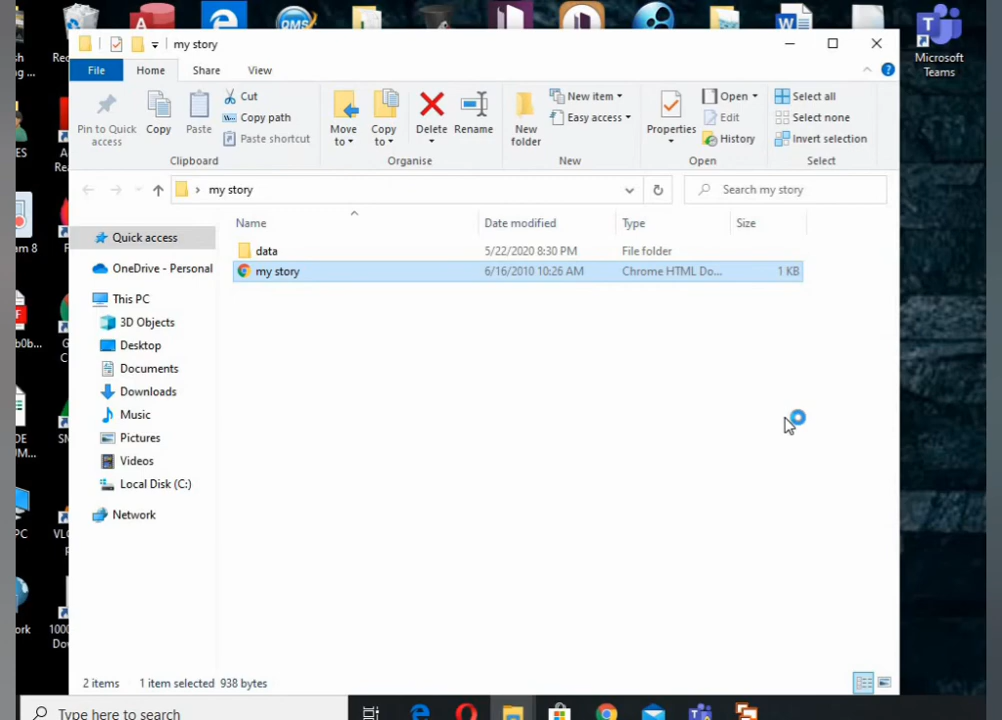 OMS
Microsoft
Teams
my story
File
Home
Share
View
Pin to Quick access
Copy
Paste
Cut
Copy path
Paste shortcut
Move to
Copy to
Delete
Rename
New folder
New item
Easy access
Properties
Open
Edit
History
Select all
Select none
Invert selection
Clipboard
Organise
New
Open
Select
my story
Search my story
Name
Date modified
Type
Size
data
5/22/2020 8:30 PM
File folder
my story
6/16/2010 10:26 AM
Chrome HTML Do...
1 KB
Quick access
OneDrive - Personal
This PC
3D Objects
Desktop
Documents
Downloads
Music
Pictures
Videos
Local Disk (C:)
Network
2 items
1 item selected
938 bytes
Type here to search